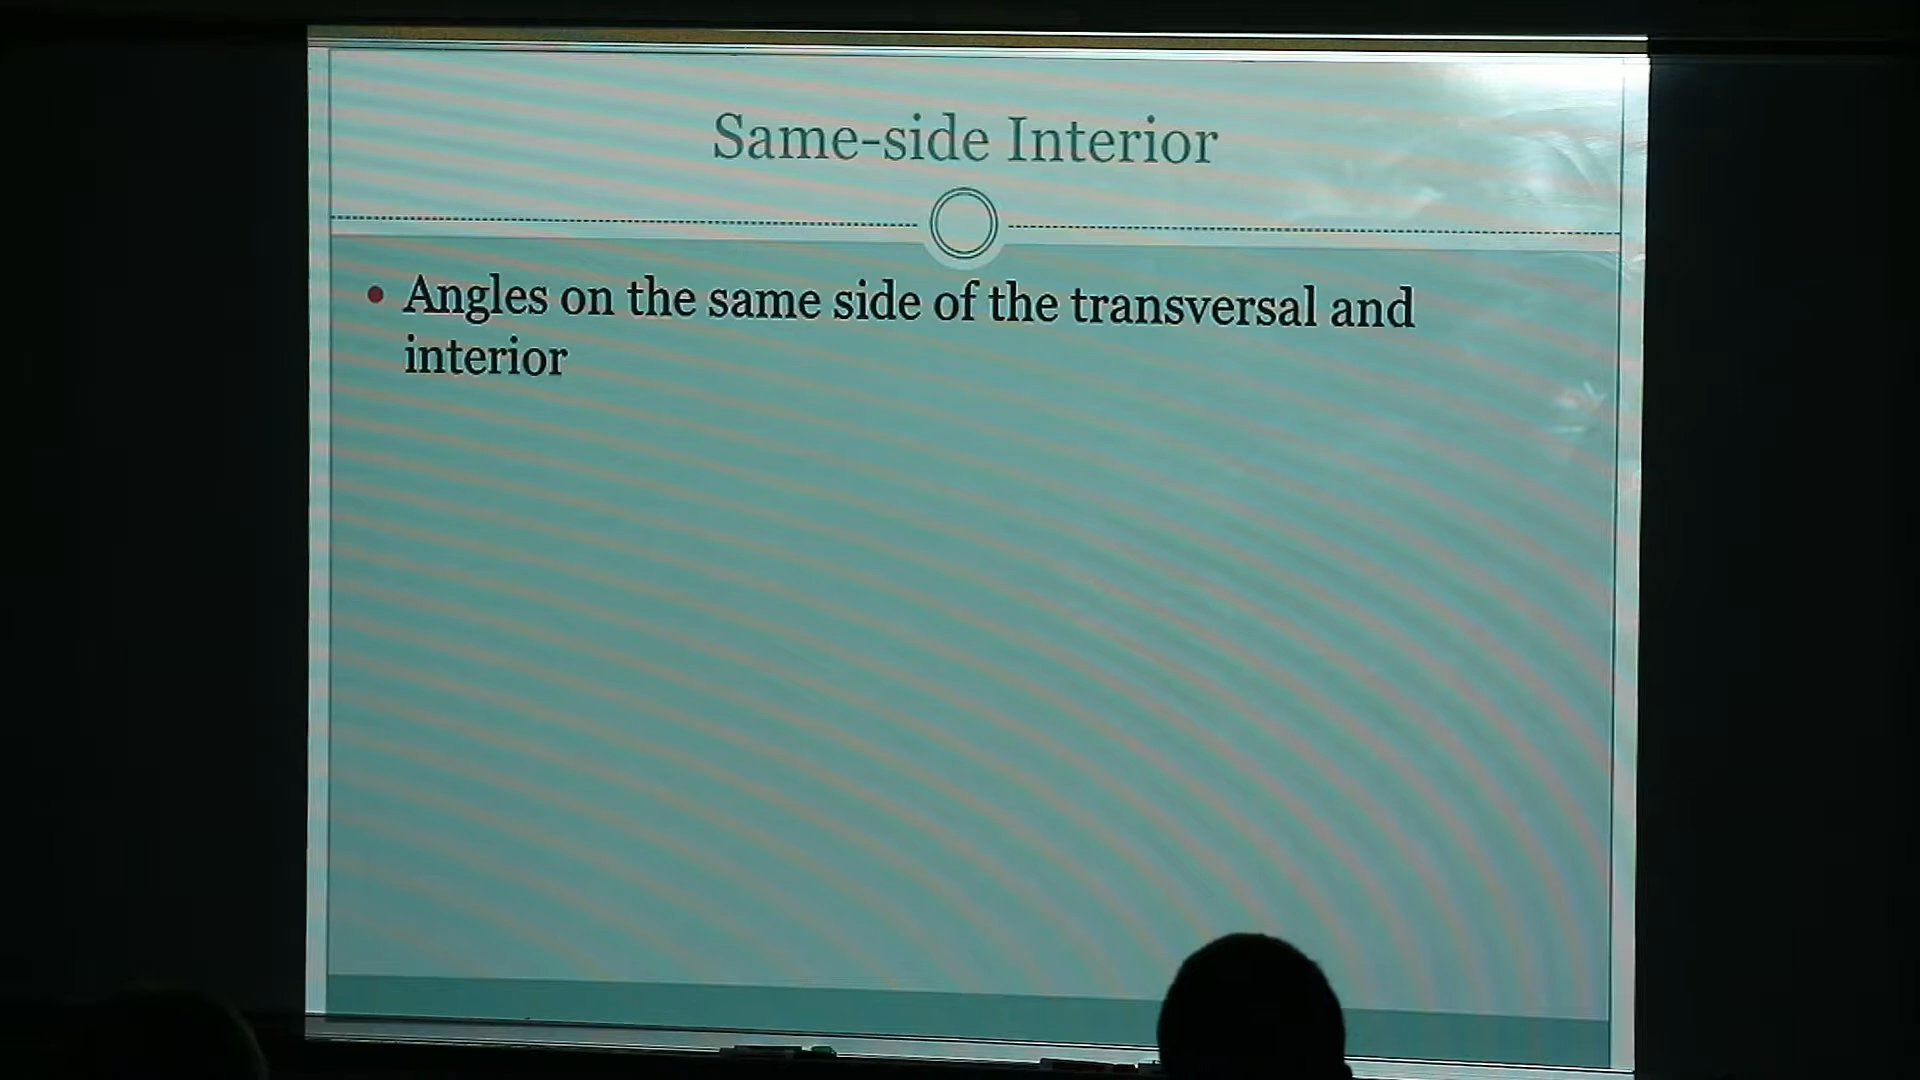 Same-side Interior
• Angles on the same side of the transversal and
interior